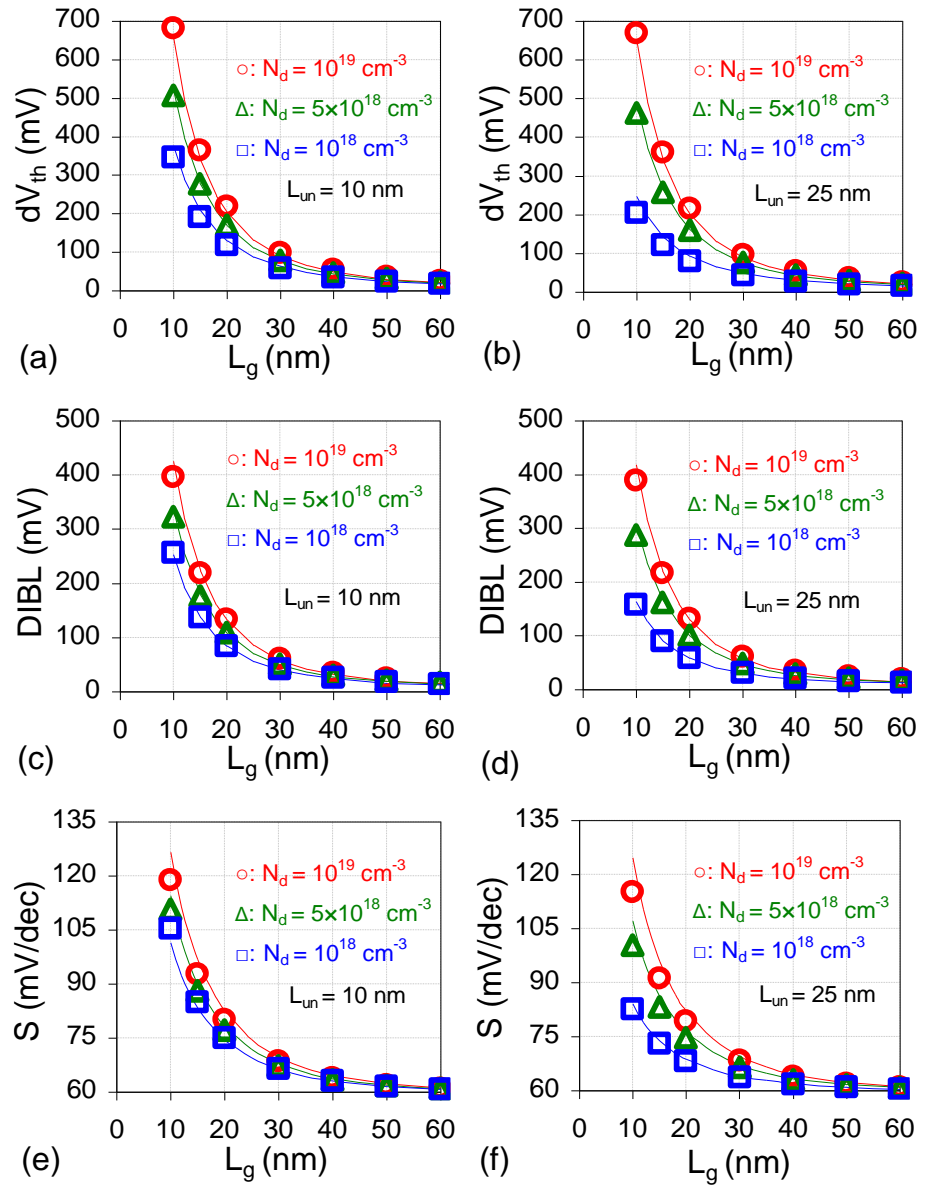 700
600
500
400
300
200
100
0
dV_th (mV)
○: N_d = 10^19 cm^-3
Δ: N_d = 5×10^18 cm^-3
□: N_d = 10^18 cm^-3
L_un = 10 nm
0 10 20 30 40 50 60
(a) L_g (nm)
700
600
500
400
300
200
100
0
dV_th (mV)
○: N_d = 10^19 cm^-3
Δ: N_d = 5×10^18 cm^-3
□: N_d = 10^18 cm^-3
L_un = 25 nm
0 10 20 30 40 50 60
(b) L_g (nm)
500
400
300
200
100
0
DIBL (mV)
○: N_d = 10^19 cm^-3
Δ: N_d = 5×10^18 cm^-3
□: N_d = 10^18 cm^-3
L_un = 10 nm
0 10 20 30 40 50 60
(c) L_g (nm)
500
400
300
200
100
0
DIBL (mV)
○: N_d = 10^19 cm^-3
Δ: N_d = 5×10^18 cm^-3
□: N_d = 10^18 cm^-3
L_un = 25 nm
0 10 20 30 40 50 60
(d) L_g (nm)
135
120
105
90
75
60
S (mV/dec)
○: N_d = 10^19 cm^-3
Δ: N_d = 5×10^18 cm^-3
□: N_d = 10^18 cm^-3
L_un = 10 nm
0 10 20 30 40 50 60
(e) L_g (nm)
135
120
105
90
75
60
S (mV/dec)
○: N_d = 10^19 cm^-3
Δ: N_d = 5×10^18 cm^-3
□: N_d = 10^18 cm^-3
L_un = 25 nm
0 10 20 30 40 50 60
(f) L_g (nm)